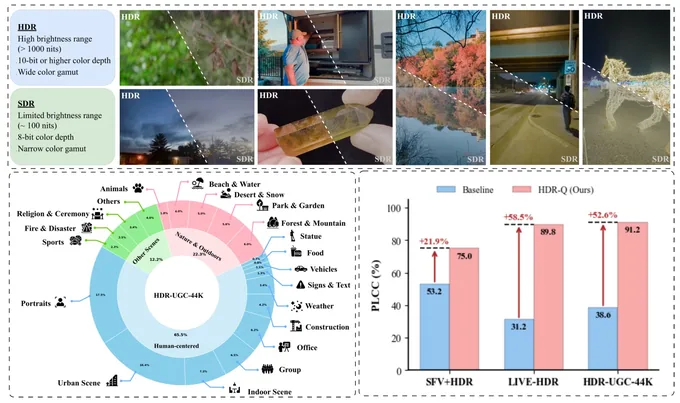 HDR
High brightness range
(> 1000 nits)
10-bit or higher color depth
Wide color gamut
SDR
Limited brightness range
(~ 100 nits)
8-bit color depth
Narrow color gamut
HDR
SDR
HDR
SDR
HDR
SDR
HDR
SDR
HDR
SDR
HDR
SDR
HDR
SDR
Animals
Others
Religion & Ceremony
Fire & Disaster
Sports
Portraits
Urban Scene
Beach & Water
Desert & Snow
Park & Garden
Forest & Mountain
Statue
Food
Vehicles
Signs & Text
Weather
Construction
Office
Group
Indoor Scene
Other Scenes
12.2%
Nature & Outdoors
22.3%
HDR-UGC-44K
65.5%
Human-centered
Baseline
HDR-Q (Ours)
PLCC (%)
100
80
60
40
20
0
+21.9%
53.2
75.0
+58.5%
31.2
89.8
+52.6%
38.6
91.2
SFV+HDR
LIVE-HDR
HDR-UGC-44K